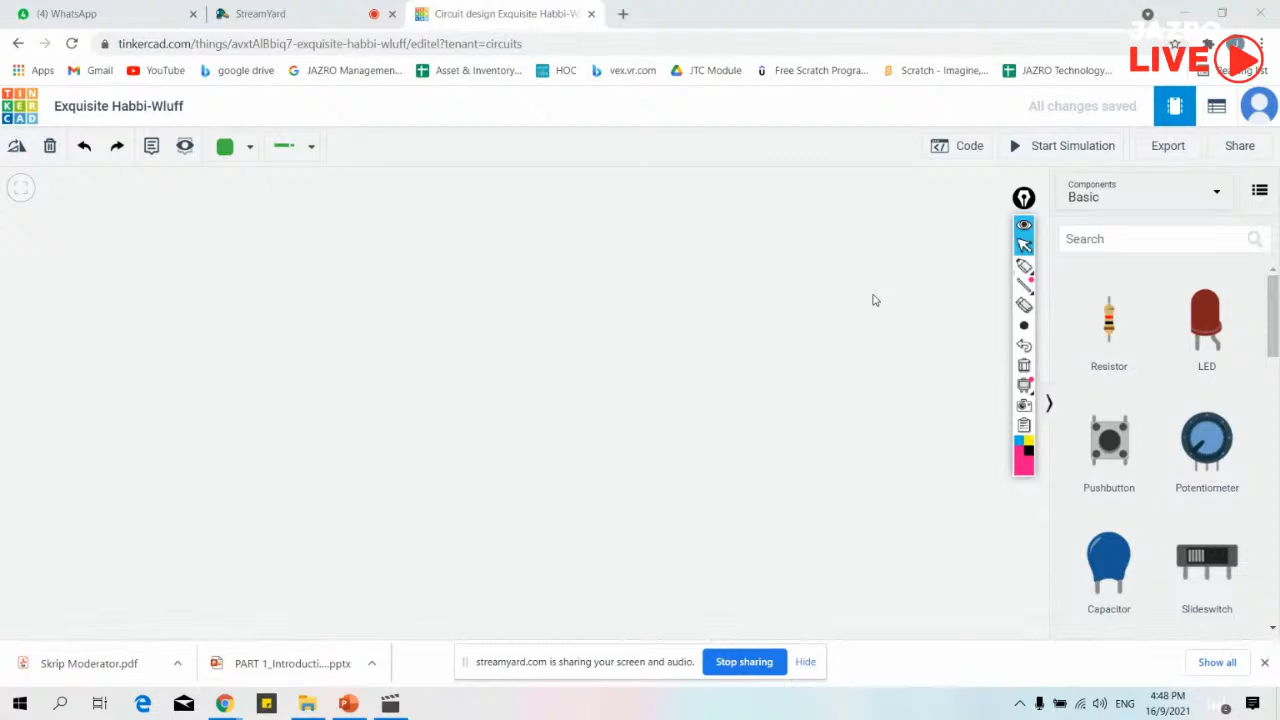 (4) WhatsApp
StreamYard
Circuit design Exquisite Habbi-W
tinkercad.com/things/avxtAlBbiq7-exquisite-habbi-wluff/editel?tenant=circuits
JAZRO
LIVE
Apps
Gmail
YouTube
google drive
JAZRO Managemen...
Asset & Inventory...
HOC
vex.vr.com
JTC Module
Free Scratch Progra...
Scratch - Imagine,...
JAZRO Technology...
Reading list
TIN
KER
CAD
Exquisite Habbi-Wluff
All changes saved
Code
Start Simulation
Export
Share
Components
Basic
Search
Resistor
LED
Pushbutton
Potentiometer
Capacitor
Slideswitch
Skrip Moderator.pdf
PART 1_Introducti....pptx
streamyard.com is sharing your screen and audio.
Stop sharing
Hide
Show all
ENG
4:48 PM
16/9/2021